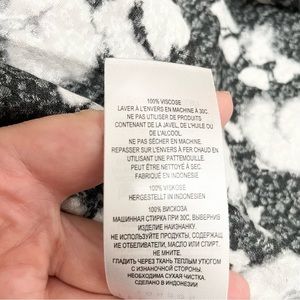 100% VISCOSE
LAVER À L'ENVERS EN MACHINE A 30C.
NE PAS UTILISER DE PRODUITS
CONTENANT DE LA JAVEL, DE L'HUILE OU
DE L'ALCOOL.
NE PAS SÉCHER EN MACHINE.
REPASSER SUR L'ENVERS À FER CHAUD EN
UTILISANT UNE PATTEMOUILLE.
PEUT ÊTRE NETTOYÉ À SEC.
FABRIQUÉ EN INDONÉSIE
100% VISKOSE
HERGESTELLT IN INDONESIEN
100% ВИСКОЗА
МАШИННАЯ СТИРКА ПРИ 30С, ВЫВЕРНУВ
ИЗДЕЛИЕ НАИЗНАНКУ.
НЕ ИСПОЛЬЗУЙТЕ ПРОДУКТЫ, СОДЕРЖАЩ
ИЕ ОТБЕЛИВАТЕЛИ, МАСЛО ИЛИ СПИРТ.
НЕ МНИТЕ.
ГЛАДИТЬ ЧЕРЕЗ ТКАНЬ ТЕПЛЫМ УТЮГОМ
С ИЗНАНОЧНОЙ СТОРОНЫ.
НЕОБХОДИМА СУХАЯ ЧИСТКА.
СДЕЛАНО В ИНДОНЕЗИИ